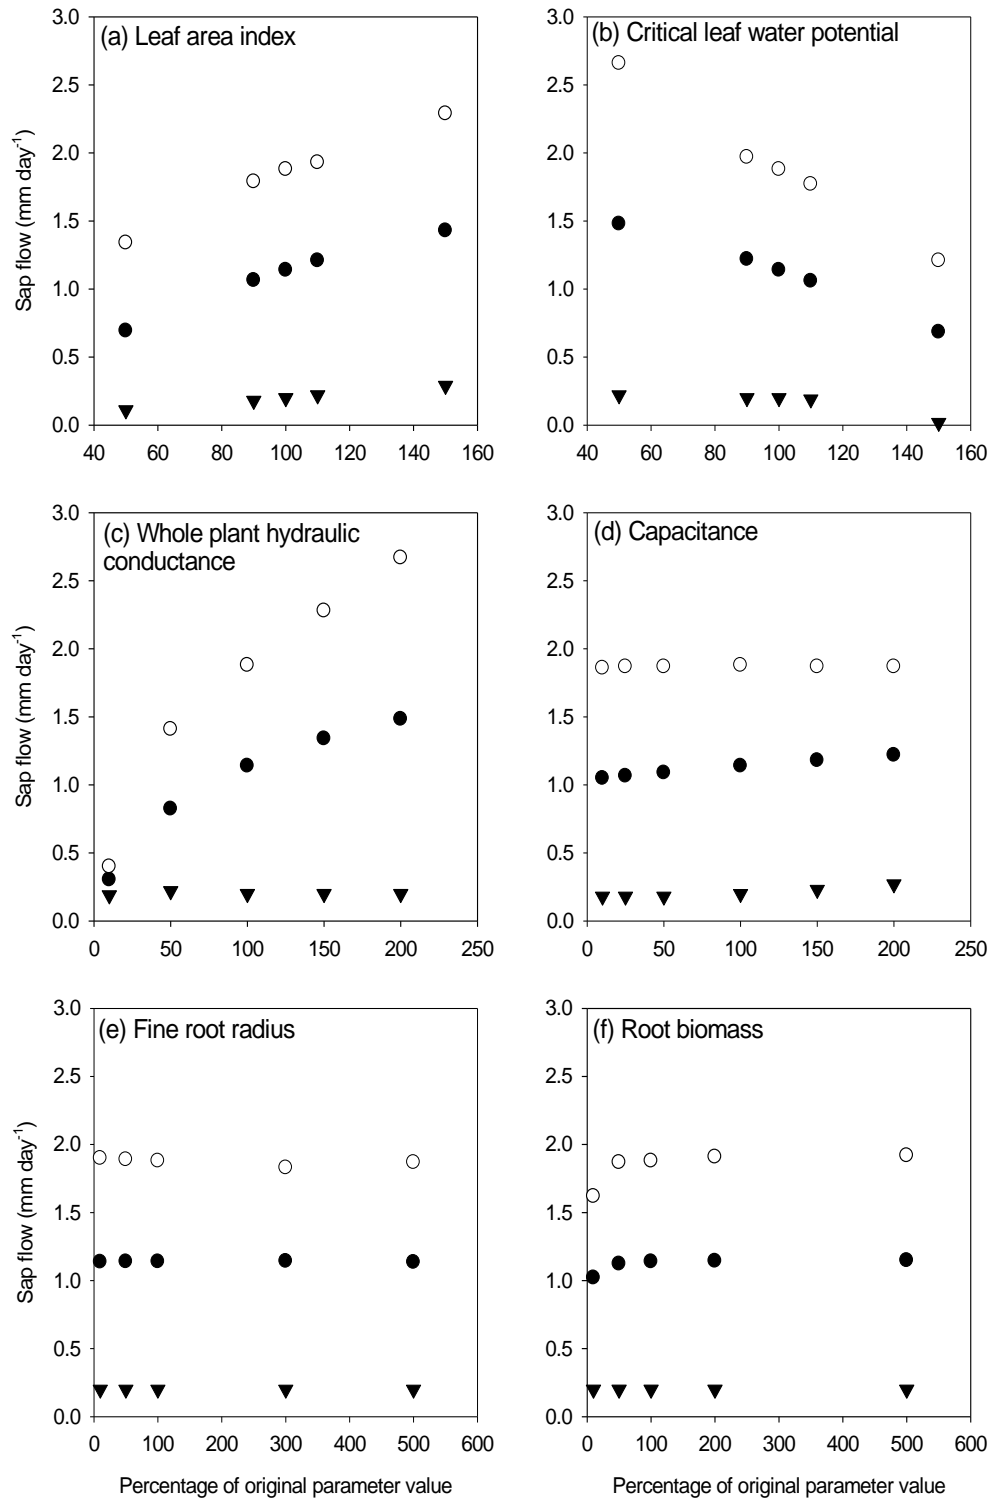 (a) Leaf area index
(b) Critical leaf water potential
3.0
2.5
2.0
1.5
1.0
0.5
0.0
Sap flow (mm day-1)
40 60 80 100 120 140 160
3.0
2.5
2.0
1.5
1.0
0.5
0.0
40 60 80 100 120 140 160
(c) Whole plant hydraulic
conductance
(d) Capacitance
3.0
2.5
2.0
1.5
1.0
0.5
0.0
Sap flow (mm day-1)
0 50 100 150 200 250
3.0
2.5
2.0
1.5
1.0
0.5
0.0
0 50 100 150 200 250
(e) Fine root radius
(f) Root biomass
3.0
2.5
2.0
1.5
1.0
0.5
0.0
Sap flow (mm day-1)
0 100 200 300 400 500 600
Percentage of original parameter value
3.0
2.5
2.0
1.5
1.0
0.5
0.0
0 100 200 300 400 500 600
Percentage of original parameter value